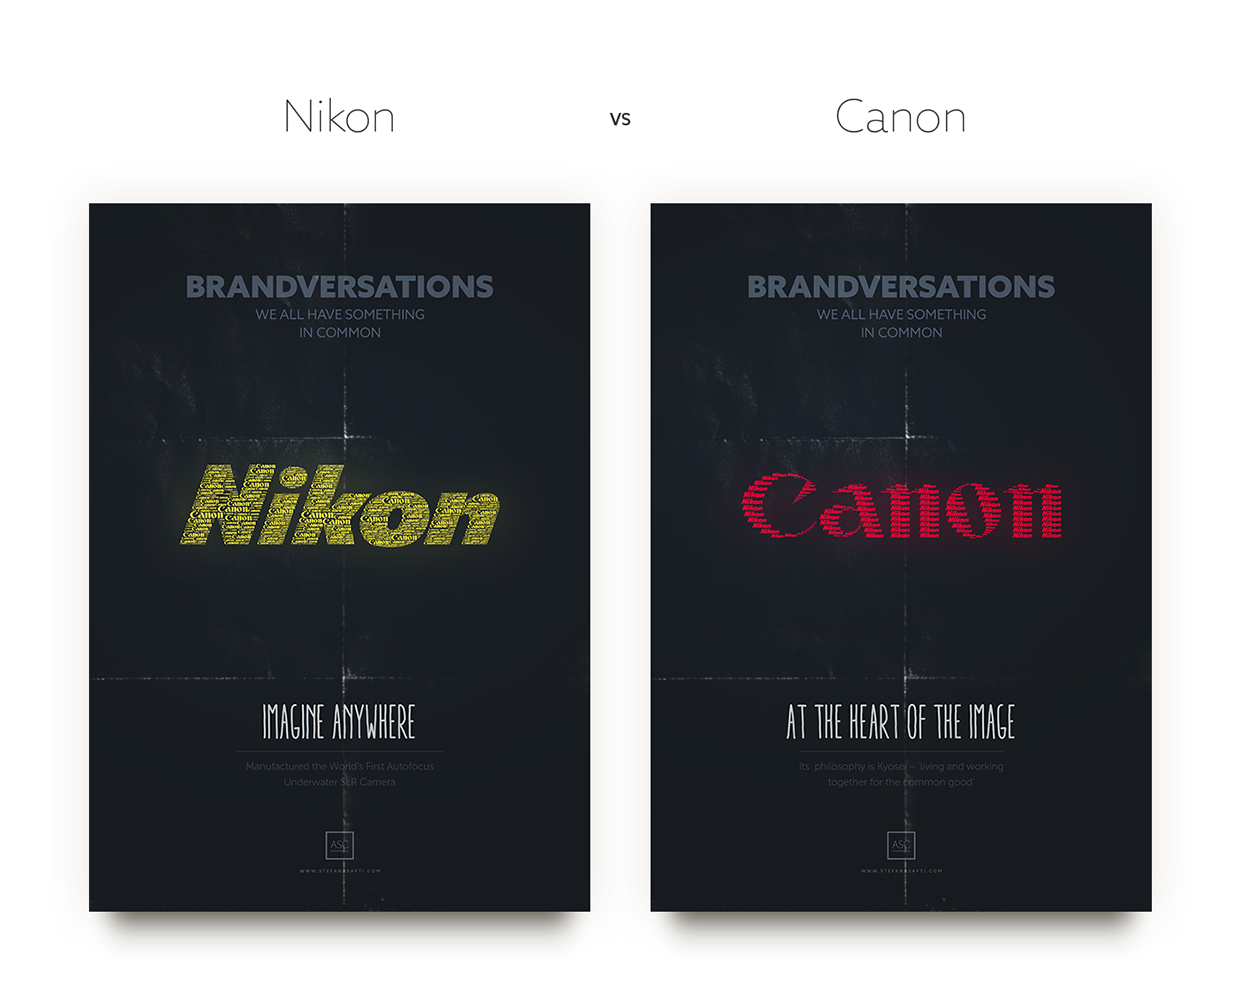 Nikon vs Canon
BRANDVERSATIONS
WE ALL HAVE SOMETHING
IN COMMON
Nikon
IMAGINE ANYWHERE
Manufactured the World's First Autofocus
Underwater SLR Camera
ASC
WWW.STEFANASAFTI.COM
BRANDVERSATIONS
WE ALL HAVE SOMETHING
IN COMMON
Canon
AT THE HEART OF THE IMAGE
Its philosophy is Kyosei – 'living and working
together for the common good'
ASC
WWW.STEFANASAFTI.COM